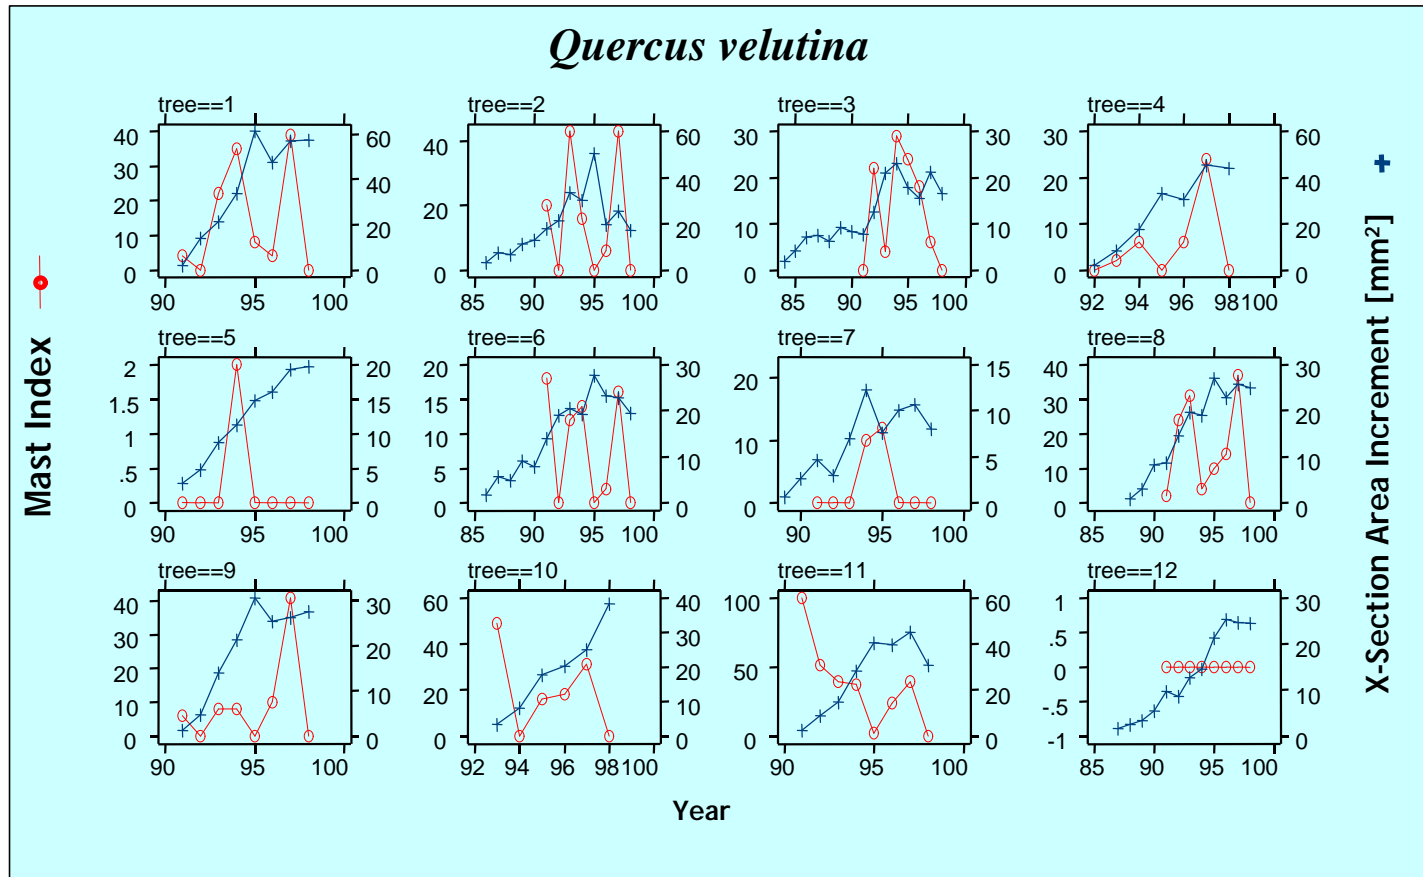 Quercus velutina
Mast Index
X-Section Area Increment [mm²]
tree==1
40 30 20 10 0
60 40 20 0
90 95 100
tree==2
40 20 0
60 40 20 0
85 90 95 100
tree==3
30 20 10 0
30 20 10 0
85 90 95 100
tree==4
30 20 10 0
60 40 20 0
92 94 96 98 100
tree==5
2 1.5 1 .5 0
20 15 10 5 0
90 95 100
tree==6
20 15 10 5 0
30 20 10 0
85 90 95 100
tree==7
20 10 0
15 10 5 0
90 95 100
tree==8
40 30 20 10 0
30 20 10 0
85 90 95 100
tree==9
40 30 20 10 0
30 20 10 0
90 95 100
tree==10
60 40 20 0
40 30 20 10 0
92 94 96 98 100
tree==11
100 50 0
60 40 20 0
90 95 100
tree==12
1 .5 0 -.5 -1
30 20 10 0
85 90 95 100
Year